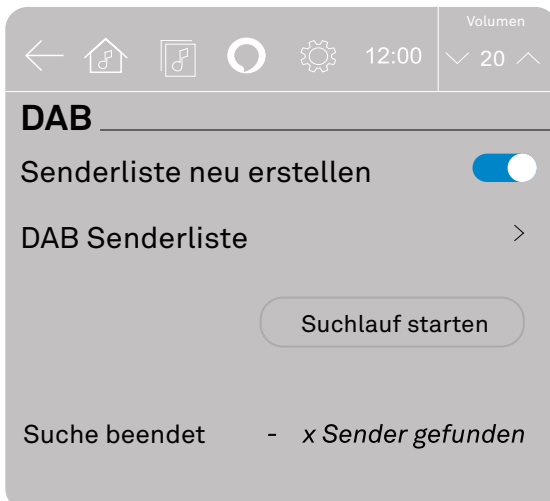 Volumen
12:00
20
DAB
Senderliste neu erstellen
DAB Senderliste
Suchlauf starten
Suche beendet - x Sender gefunden